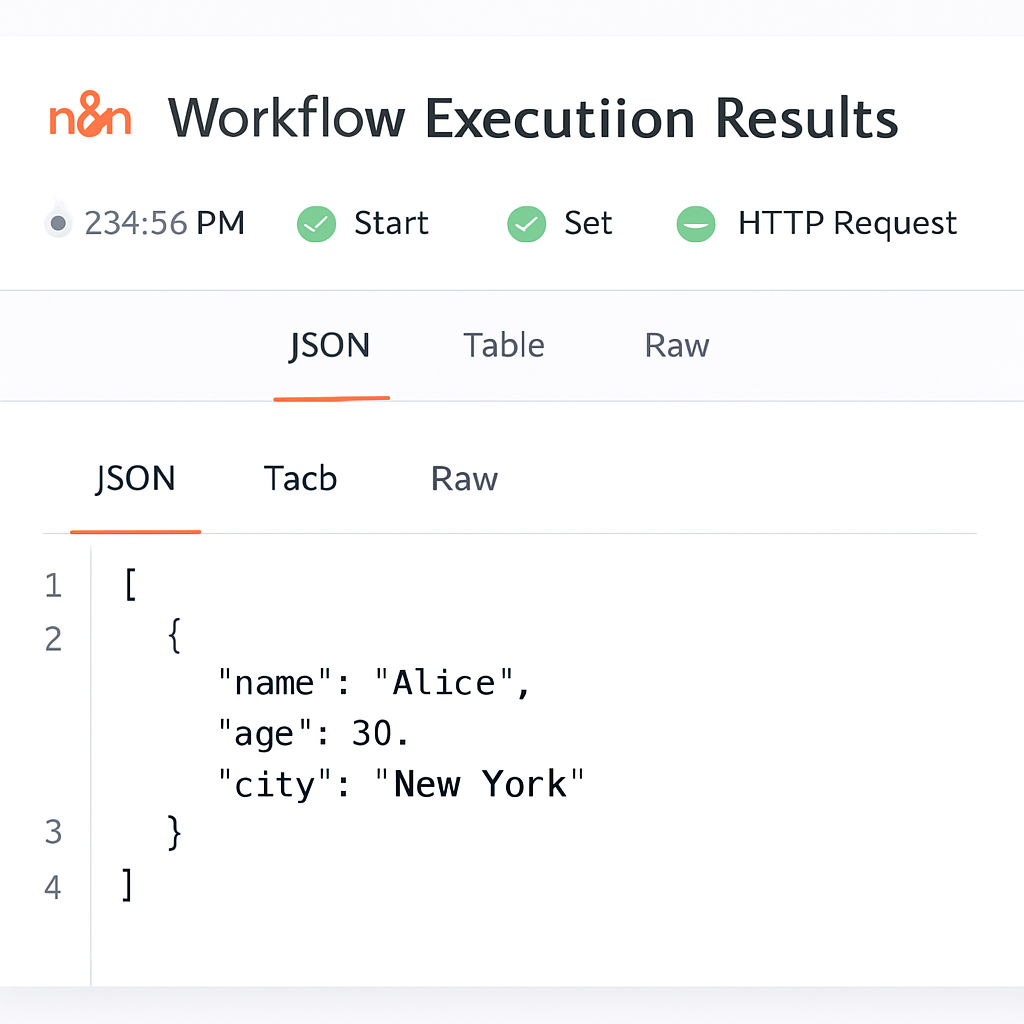 n8n Workflow Executiion Results
234:56 PM Start Set HTTP Request
JSON Table Raw
JSON Tacb Raw
1 [
2 {
"name": "Alice",
"age": 30.
"city": "New York"
3 }
4 ]